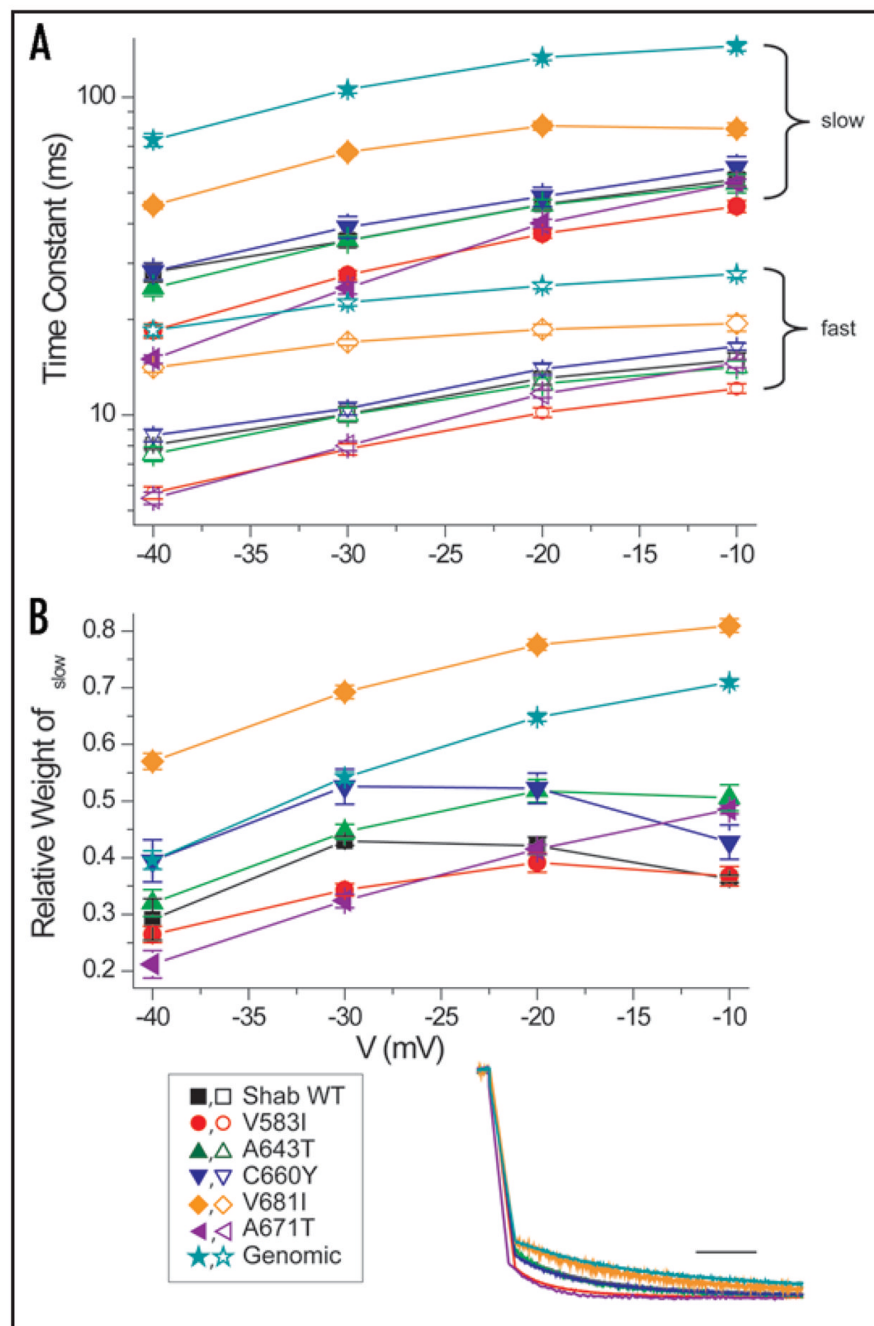 A
Time Constant (ms)
100
10
slow
fast
-40 -35 -30 -25 -20 -15 -10
B
Relative Weight of slow
0.8
0.7
0.6
0.5
0.4
0.3
0.2
-40 -35 -30 -25 -20 -15 -10
V (mV)
, Shab WT
, V583I
, A643T
, C660Y
, V681I
, A671T
, Genomic